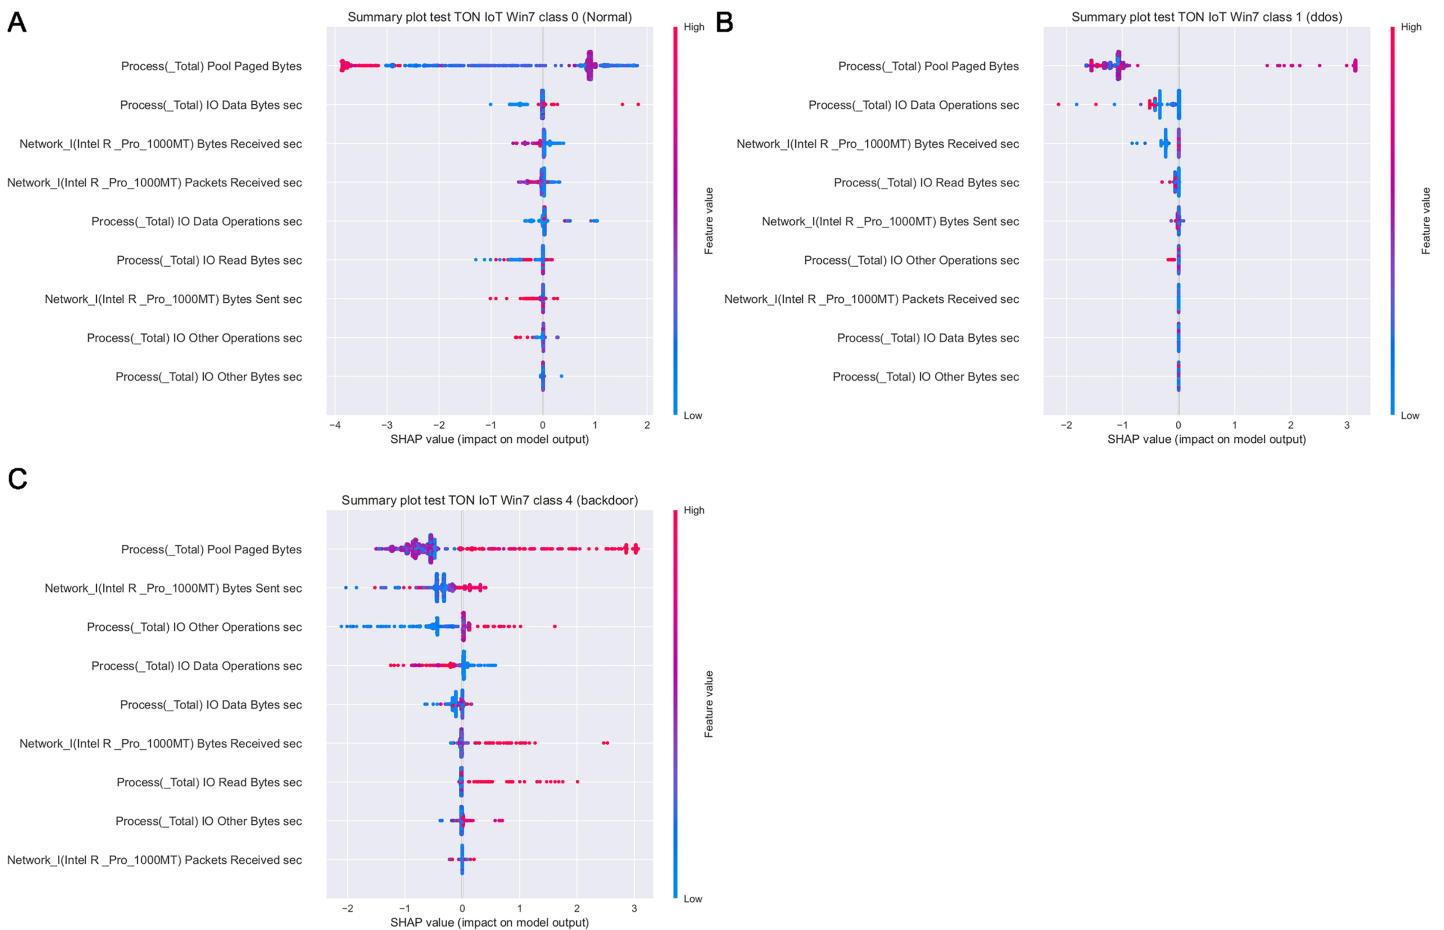 A
Summary plot test TON IoT Win7 class 0 (Normal)
High
Process(_Total) Pool Paged Bytes
Process(_Total) IO Data Bytes sec
Network_I(Intel R _Pro_1000MT) Bytes Received sec
Network_I(Intel R _Pro_1000MT) Packets Received sec
Process(_Total) IO Data Operations sec
Process(_Total) IO Read Bytes sec
Network_I(Intel R _Pro_1000MT) Bytes Sent sec
Process(_Total) IO Other Operations sec
Process(_Total) IO Other Bytes sec
Feature value
Low
−4 −3 −2 −1 0 1 2
SHAP value (impact on model output)
B
Summary plot test TON IoT Win7 class 1 (ddos)
High
Process(_Total) Pool Paged Bytes
Process(_Total) IO Data Operations sec
Network_I(Intel R _Pro_1000MT) Bytes Received sec
Process(_Total) IO Read Bytes sec
Network_I(Intel R _Pro_1000MT) Bytes Sent sec
Process(_Total) IO Other Operations sec
Network_I(Intel R _Pro_1000MT) Packets Received sec
Process(_Total) IO Data Bytes sec
Process(_Total) IO Other Bytes sec
Feature value
Low
−2 −1 0 1 2 3
SHAP value (impact on model output)
C
Summary plot test TON IoT Win7 class 4 (backdoor)
High
Process(_Total) Pool Paged Bytes
Network_I(Intel R _Pro_1000MT) Bytes Sent sec
Process(_Total) IO Other Operations sec
Process(_Total) IO Data Operations sec
Process(_Total) IO Data Bytes sec
Network_I(Intel R _Pro_1000MT) Bytes Received sec
Process(_Total) IO Read Bytes sec
Process(_Total) IO Other Bytes sec
Network_I(Intel R _Pro_1000MT) Packets Received sec
Feature value
Low
−2 −1 0 1 2 3
SHAP value (impact on model output)